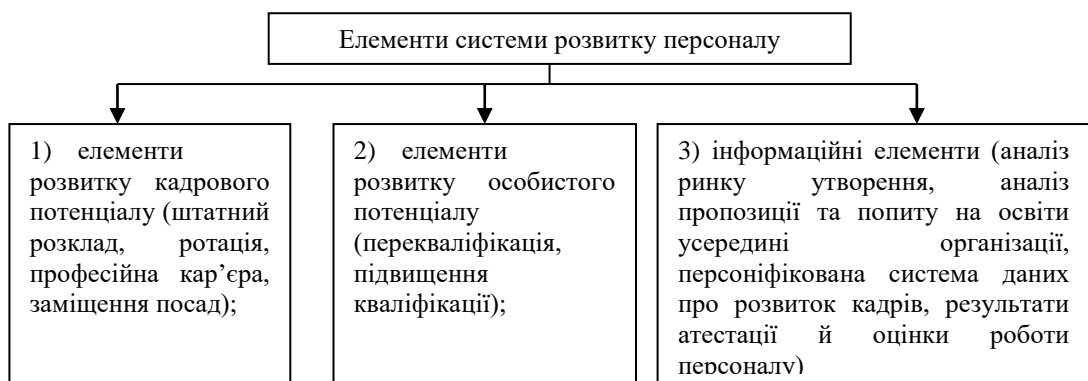 Елементи системи розвитку персоналу
1) елементи
розвитку кадрового
потенціалу (штатний
розклад, ротація,
професійна кар’єра,
заміщення посад);
2) елементи
розвитку особистого
потенціалу
(перекваліфікація,
підвищення
кваліфікації);
3) інформаційні елементи (аналіз
ринку утворення, аналіз
пропозиції та попиту на освіти
усередині організації,
персоніфікована система даних
про розвиток кадрів, результати
атестації й оцінки роботи
персоналу)